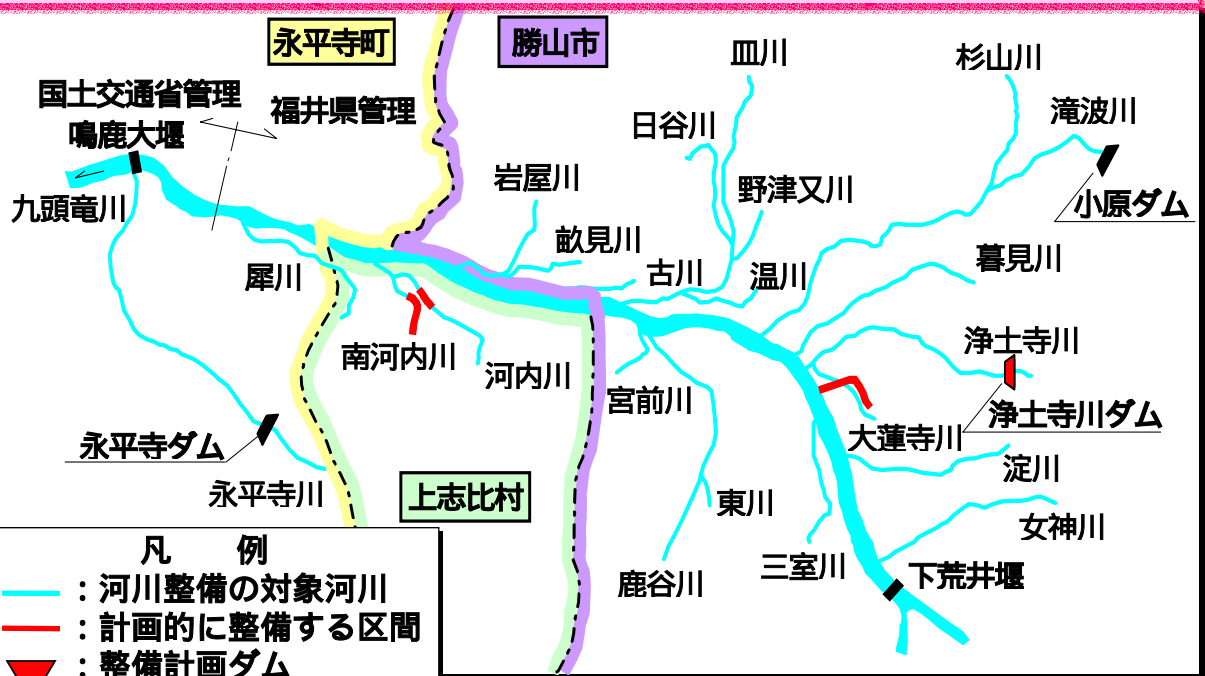 永平寺町
勝山市
国土交通省管理
福井県管理
鳴鹿大堰
九頭竜川
皿川
杉山川
日谷川
滝波川
岩屋川
野津又川
小原ダム
畝見川
暮見川
犀川
古川
温川
南河内川
河内川
浄土寺川
宮前川
浄土寺川ダム
大蓮寺川
永平寺ダム
淀川
永平寺川
上志比村
東川
女神川
三室川
鹿谷川
下荒井堰
凡 例
：河川整備の対象河川
：計画的に整備する区間
：整備計画ダム